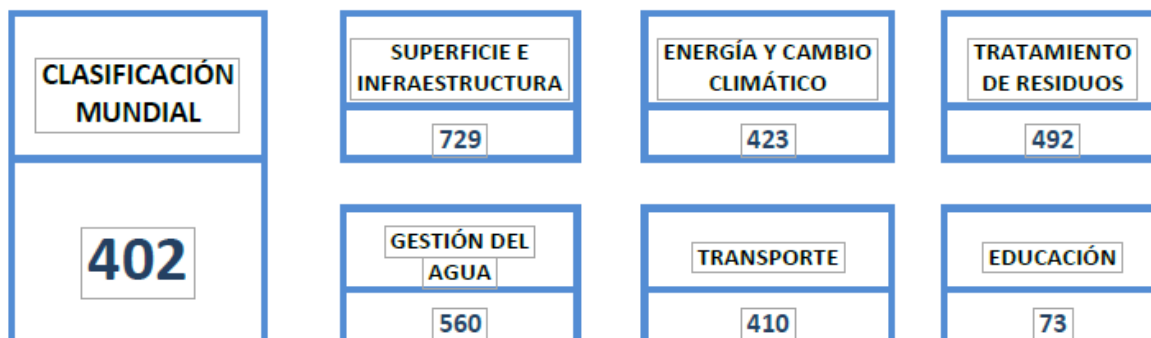 CLASIFICACIÓN
MUNDIAL
402
SUPERFICIE E
INFRAESTRUCTURA
729
ENERGÍA Y CAMBIO
CLIMÁTICO
423
TRATAMIENTO
DE RESIDUOS
492
GESTIÓN DEL
AGUA
560
TRANSPORTE
410
EDUCACIÓN
73